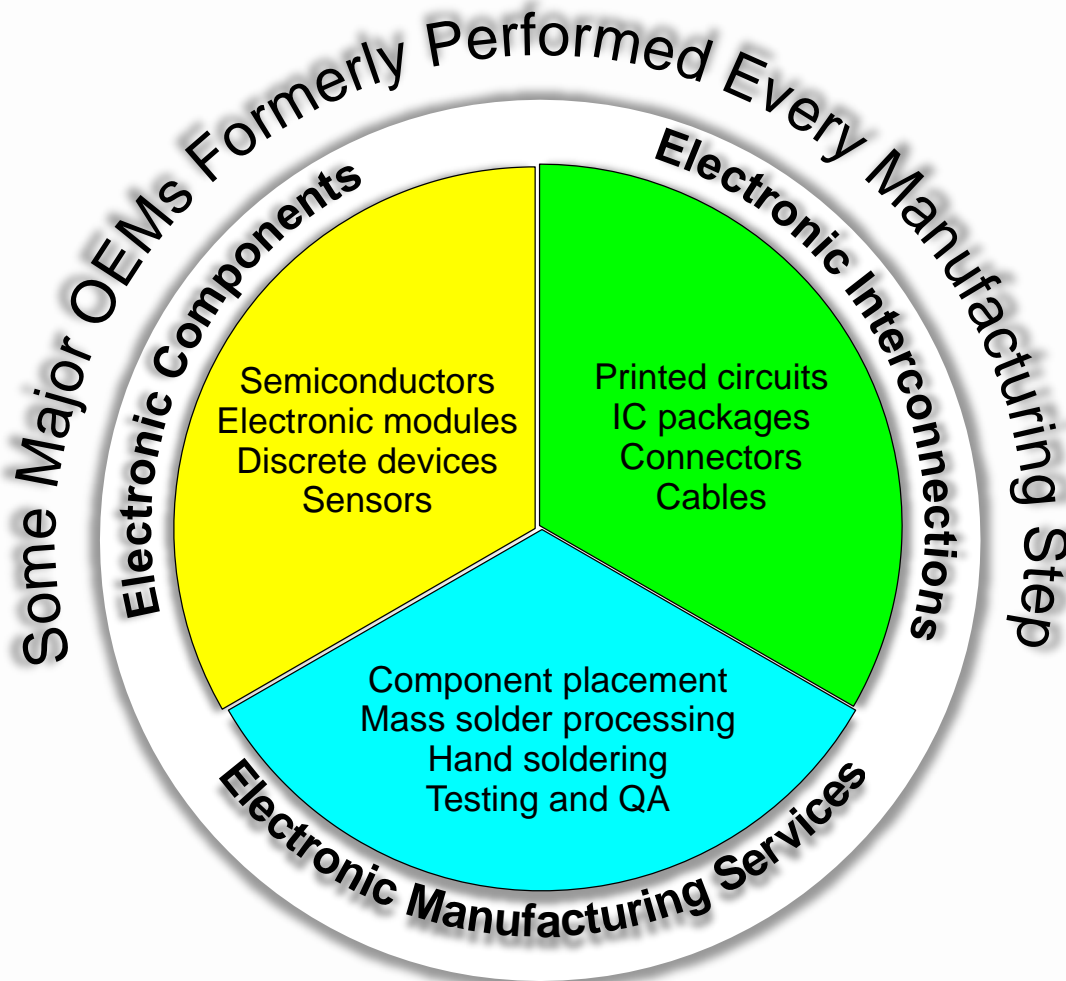 Some Major OEMs Formerly Performed Every Manufacturing Step
Electronic Components
Electronic Interconnections
Semiconductors
Electronic modules
Discrete devices
Sensors
Printed circuits
IC packages
Connectors
Cables
Component placement
Mass solder processing
Hand soldering
Testing and QA
Electronic Manufacturing Services